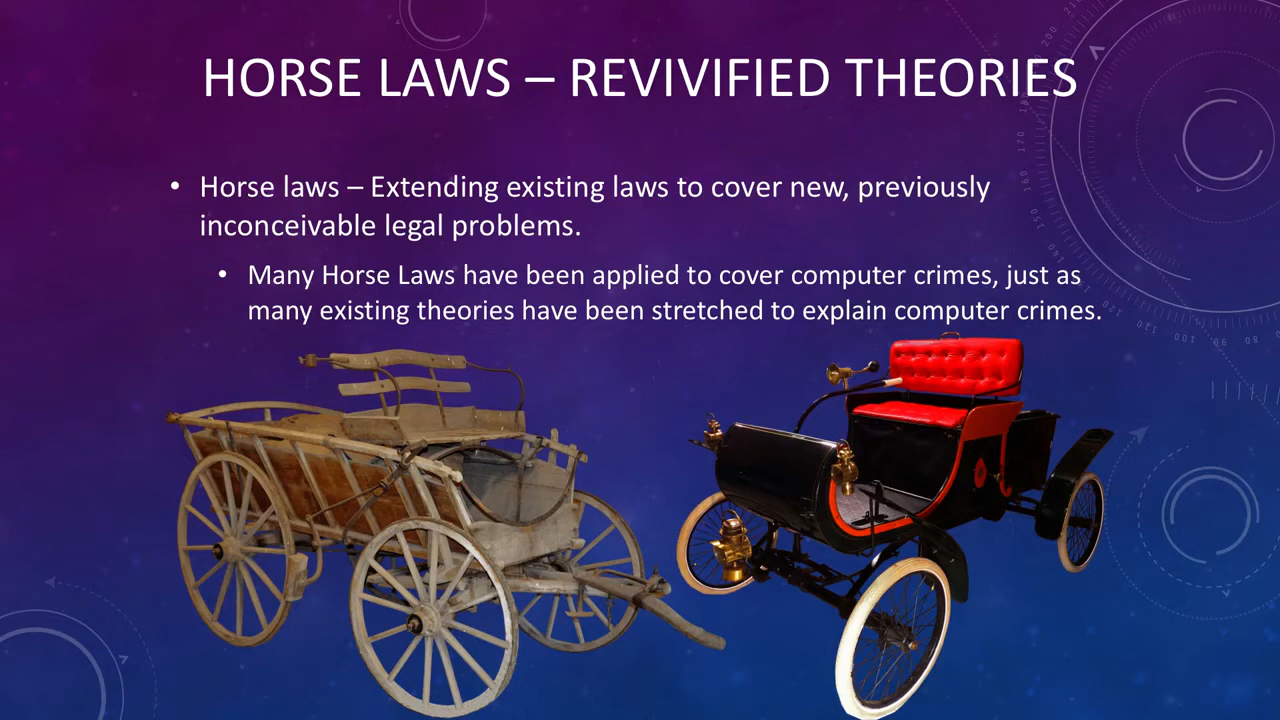 HORSE LAWS – REVIVIFIED THEORIES
• Horse laws – Extending existing laws to cover new, previously
inconceivable legal problems.
• Many Horse Laws have been applied to cover computer crimes, just as
many existing theories have been stretched to explain computer crimes.